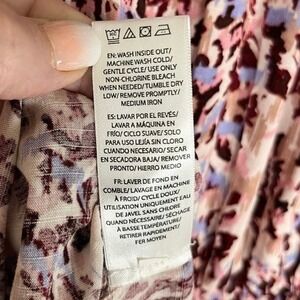 EN: WASH INSIDE OUT/
MACHINE WASH COLD/
GENTLE CYCLE/ USE ONLY
NON-CHLORINE BLEACH
WHEN NEEDED/TUMBLE DRY
LOW/ REMOVE PROMPTLY/
MEDIUM IRON
ES: LAVAR POR EL REVÉS/
LAVAR A MÁQUINA EN
FRÍO/ CICLO SUAVE/ SOLO
PARA USO LEJÍA SIN CLORO
CUANDO NECESARIO/ SECAR
EN SECADORA BAJA/ REMOVER
PRONTO/ HIERRO MEDIO
FR: LAVER DE FOND EN
COMBLE/ LAVAGE EN MACHINE
À FROID/ CYCLE DOUX/
UTILISATION UNIQUEMENT EAU
DE JAVEL SANS CHLORE
QUAND NÉCESSAIRE/ SÉCHAGE
À BASSE TEMPÉRATURE/
RETIRER RAPIDEMENT/
FER MOYEN